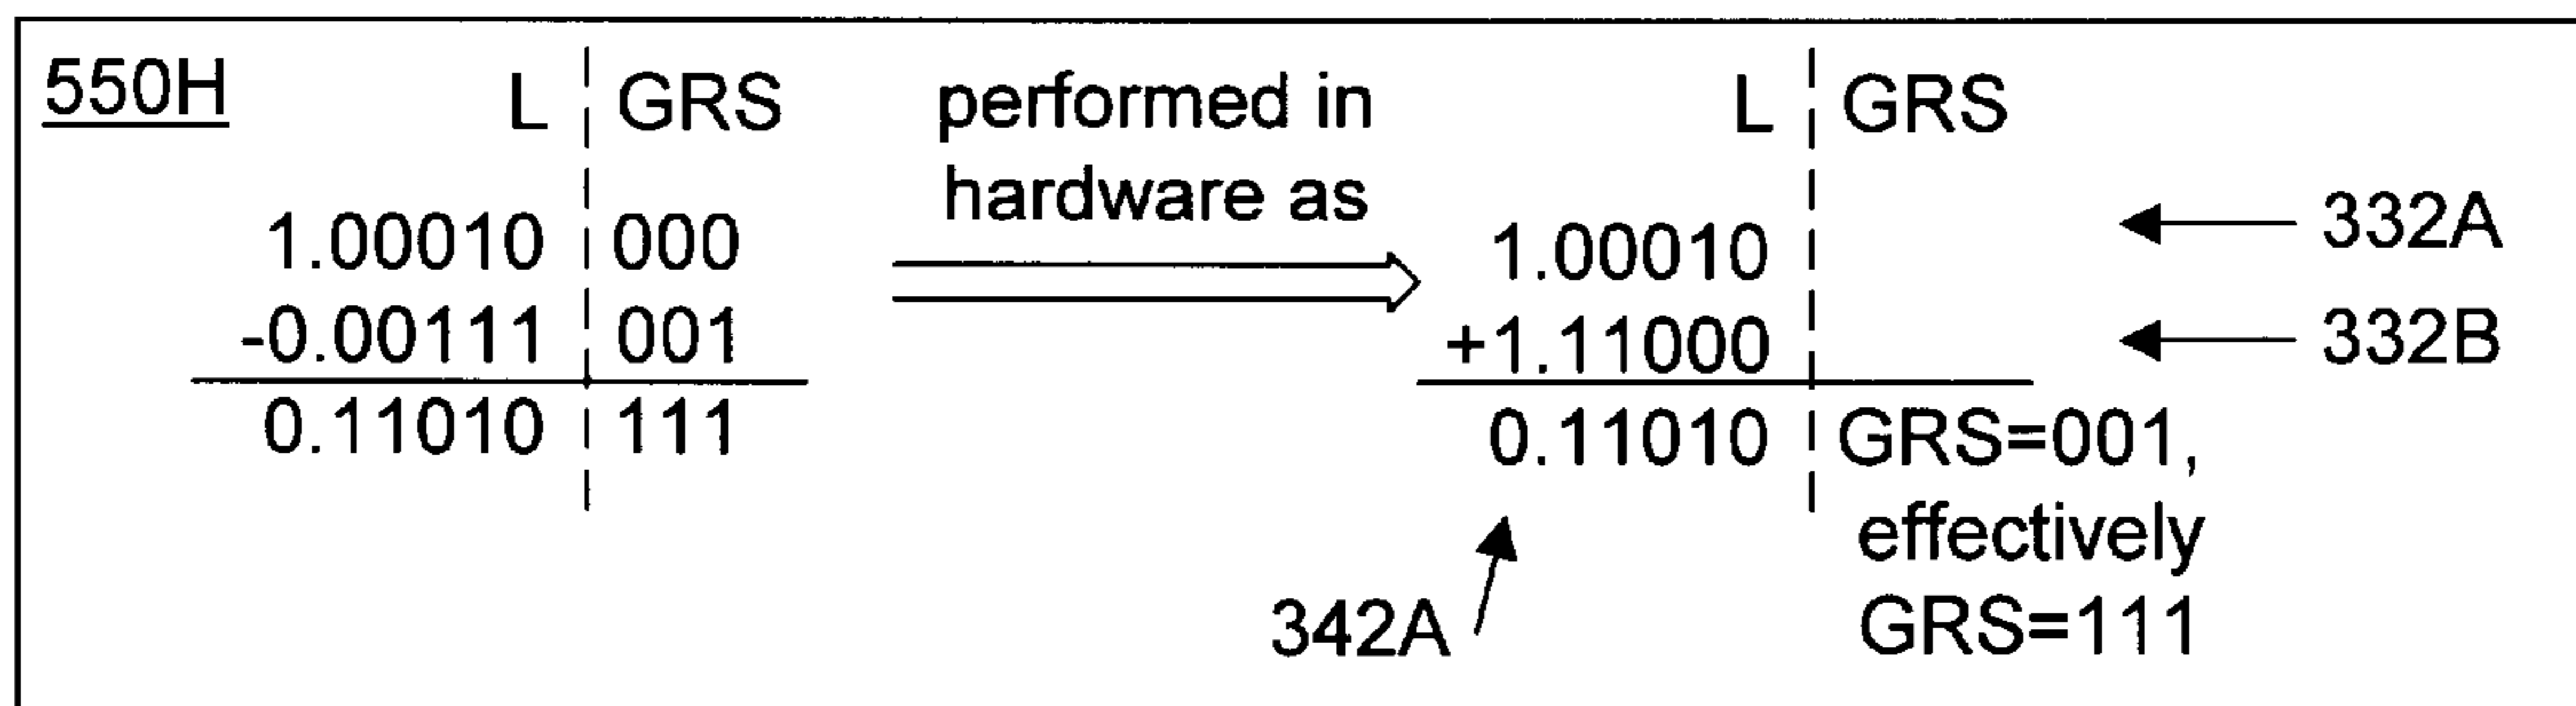 550H L GRS performed in L GRS
hardware as
1.00010 000 1.00010 332A
-0.00111 001 +1.11000 332B
0.11010 111 0.11010 GRS=001,
effectively
342A GRS=111